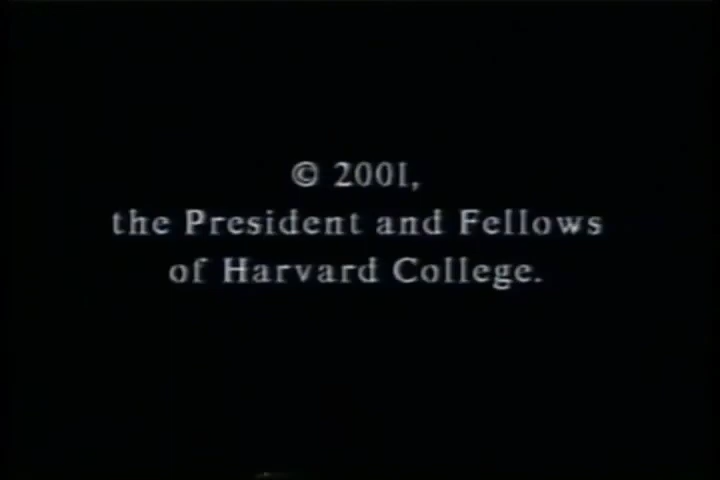 © 2001,
the President and Fellows
of Harvard College.